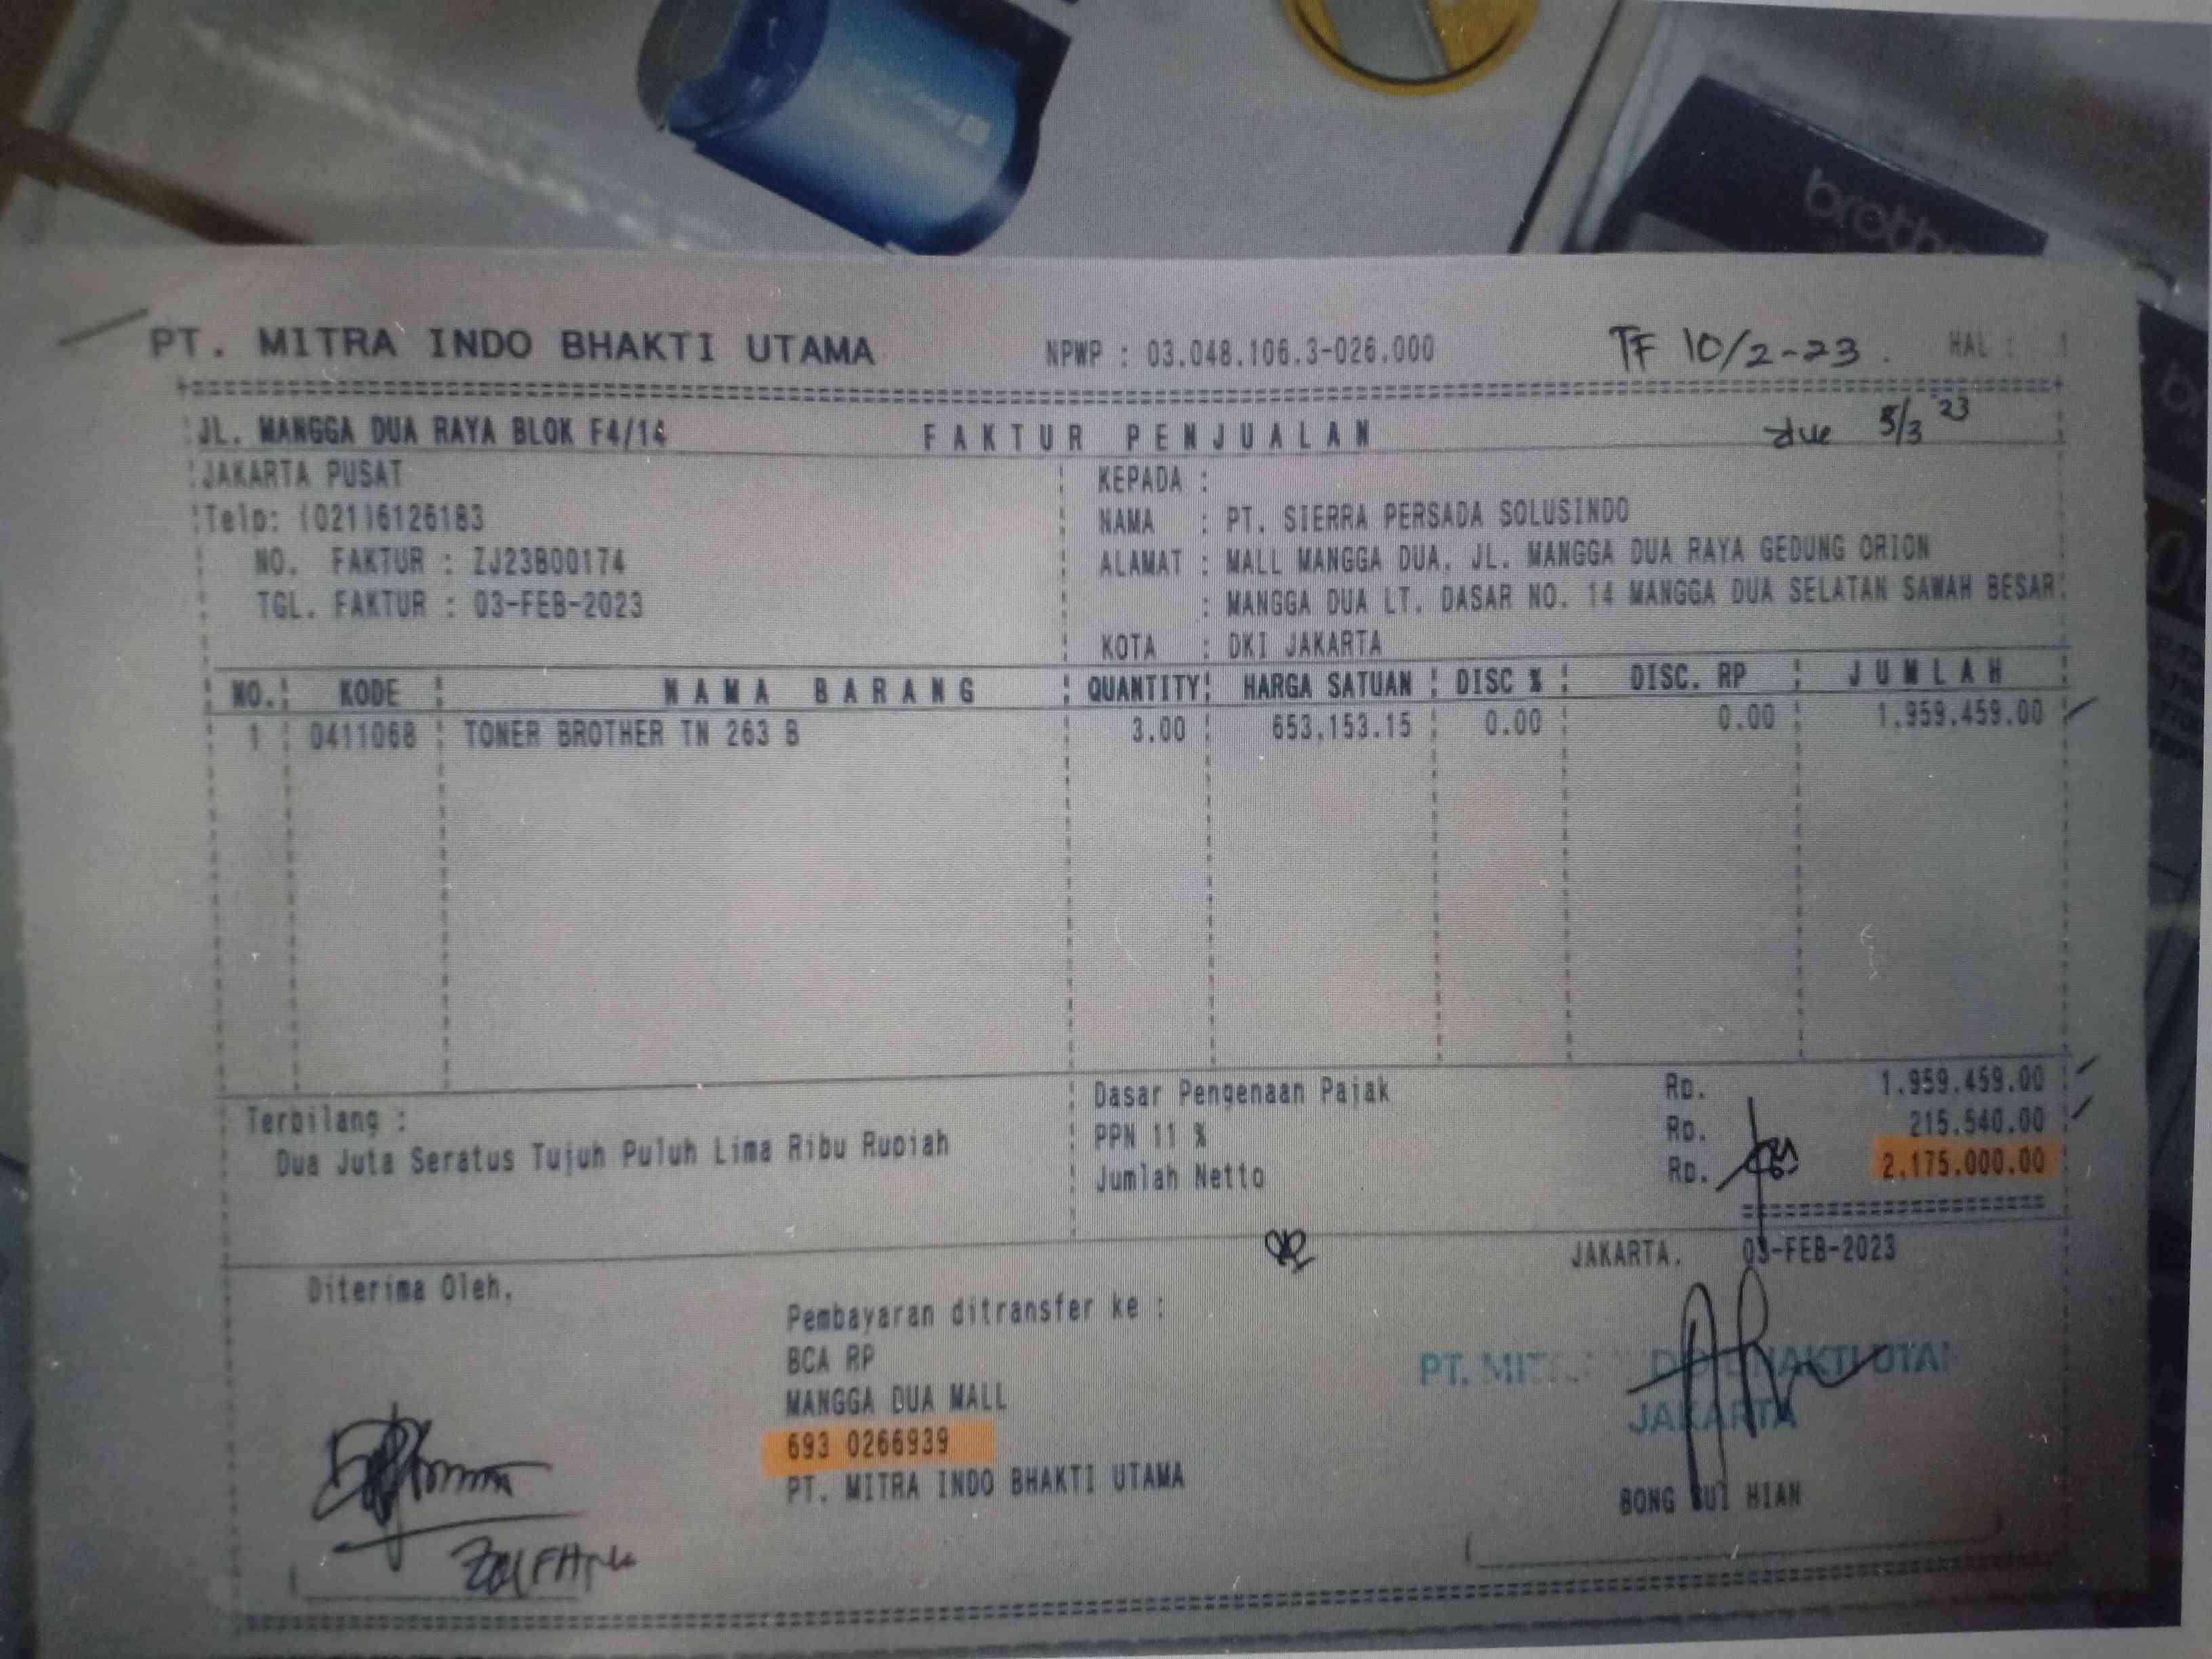 brother
PT. MITRA INDO BHAKTI UTAMA NPWP : 03.048.106.3-026.000 TF 10/2-23. HAL : 1
JL. MANGGA DUA RAYA BLOK F4/14 FAKTUR PENJUALAN due 5/3 '23
JAKARTA PUSAT KEPADA :
Telp: (021)6126183 NAMA : PT. SIERRA PERSADA SOLUSINDO
NO. FAKTUR : ZJ23B00174 ALAMAT : MALL MANGGA DUA. JL. MANGGA DUA RAYA GEDUNG ORION
TGL. FAKTUR : 03-FEB-2023 : MANGGA DUA LT. DASAR NO. 14 MANGGA DUA SELATAN SAWAH BESAR
KOTA : DKI JAKARTA
NO. KODE NAMA BARANG QUANTITY HARGA SATUAN DISC % DISC. RP JUMLAH
1 0411068 TONER BROTHER TN 263 B 3.00 653,153.15 0.00 0.00 1,959,459.00
Terbilang : Dasar Pengenaan Pajak Rp. 1.959.459.00
Dua Juta Seratus Tujuh Puluh Lima Ribu Rupiah PPN 11 % Rp. 215.540.00
Jumlah Netto Rp. 2.175.000.00
JAKARTA. 03-FEB-2023
Diterima Oleh,
Pembayaran ditransfer ke :
BCA RP
MANGGA DUA MALL
693 0266939
PT. MITRA INDO BHAKTI UTAMA
PT. MITRA INDO BHAKTI UTAM
JAKARTA
BONG BUI HIAN